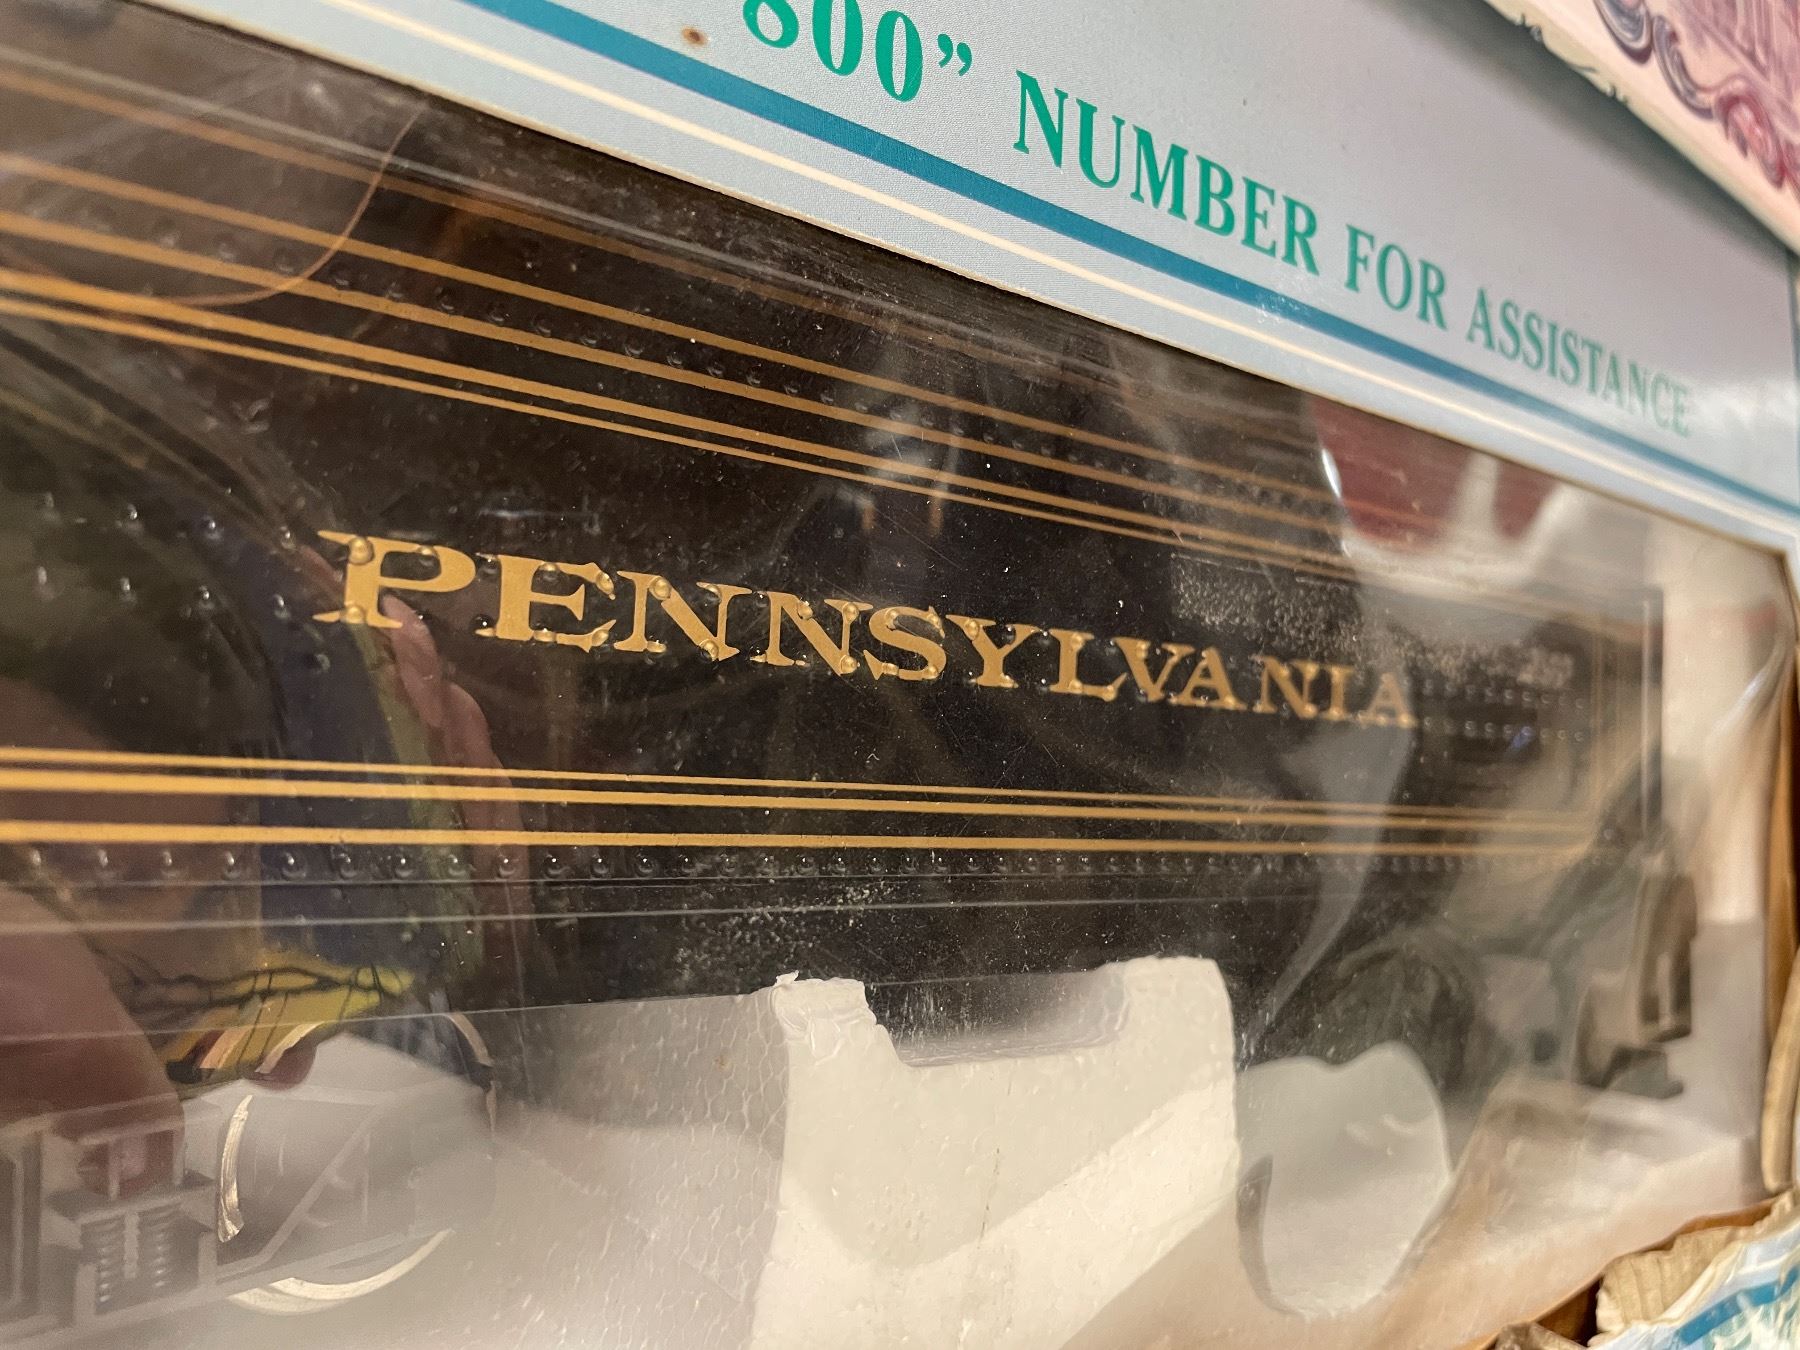 800” NUMBER FOR ASSISTANCE
PENNSYLVANIA